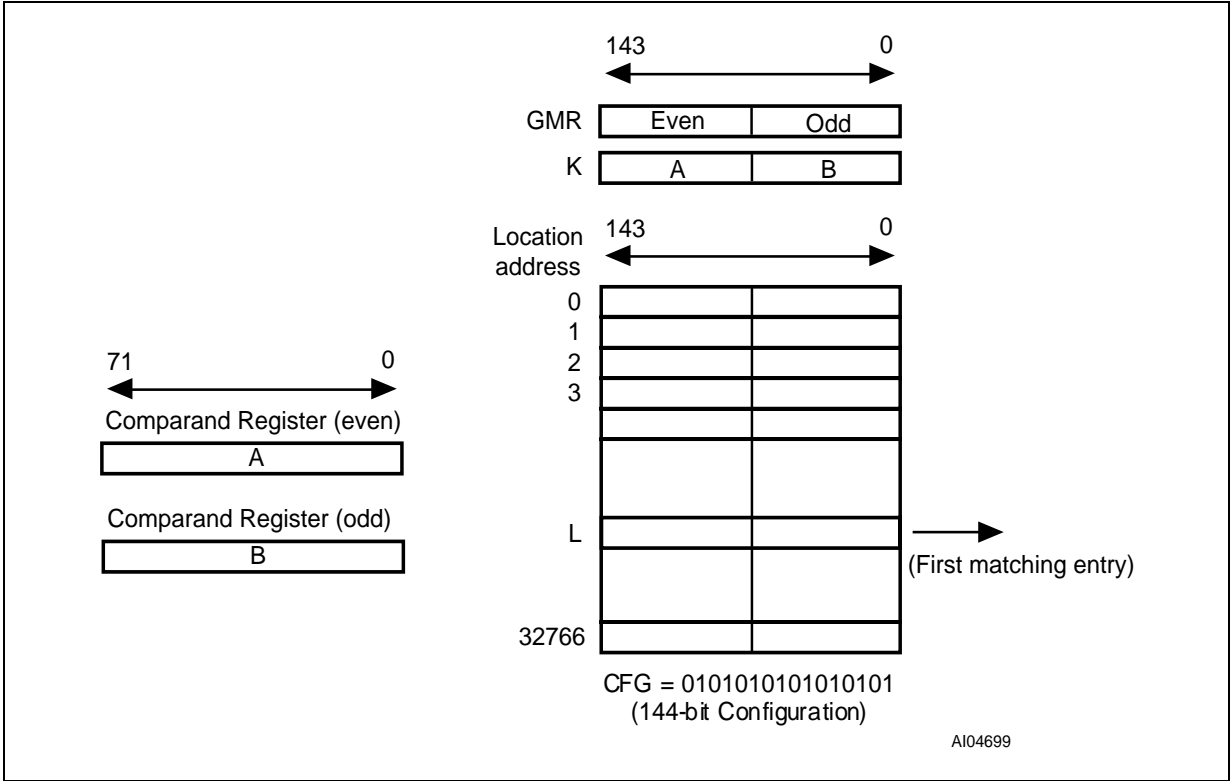 143 0
GMR Even Odd
K A B
Location
address
143 0
0
1
2
3
71 0
Comparand Register (even)
A
Comparand Register (odd)
B
L
(First matching entry)
32766
CFG = 0101010101010101
(144-bit Configuration)
AI04699